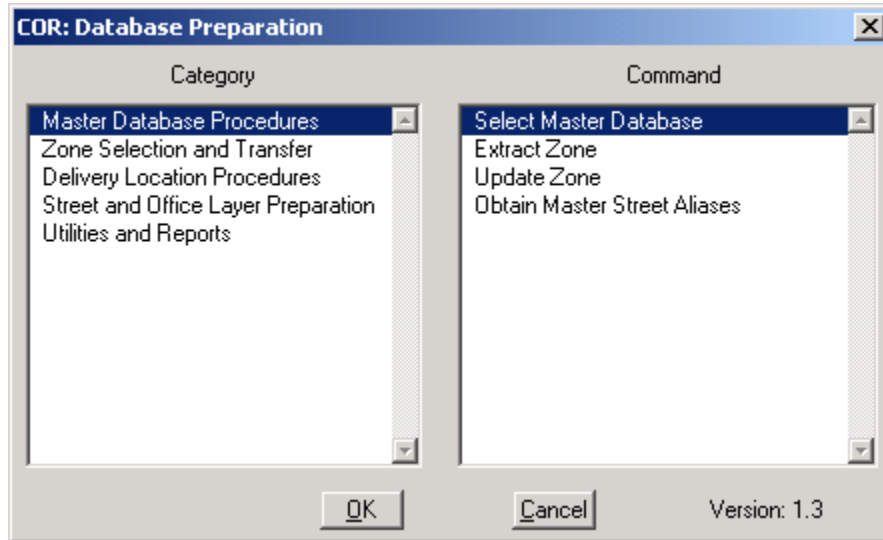 COR: Database Preparation
Category
Command
Master Database Procedures
Zone Selection and Transfer
Delivery Location Procedures
Street and Office Layer Preparation
Utilities and Reports
Select Master Database
Extract Zone
Update Zone
Obtain Master Street Aliases
OK
Cancel
Version: 1.3